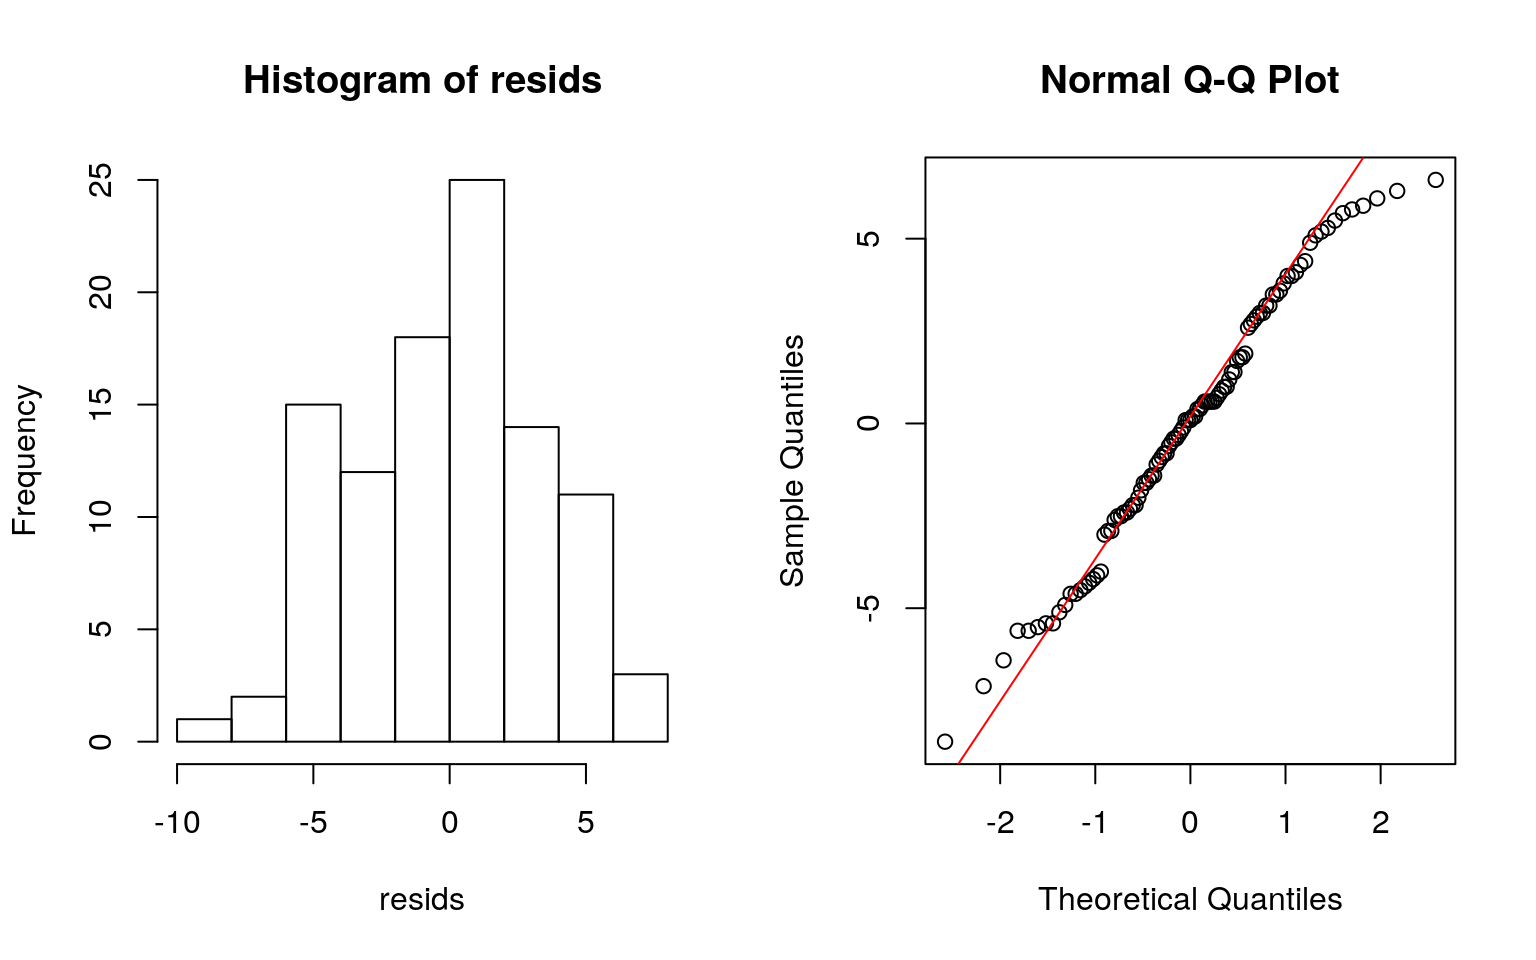 Histogram of resids
Frequency
25
20
15
10
5
0
-10 -5 0 5
resids
Normal Q-Q Plot
Sample Quantiles
5
0
-5
-2 -1 0 1 2
Theoretical Quantiles